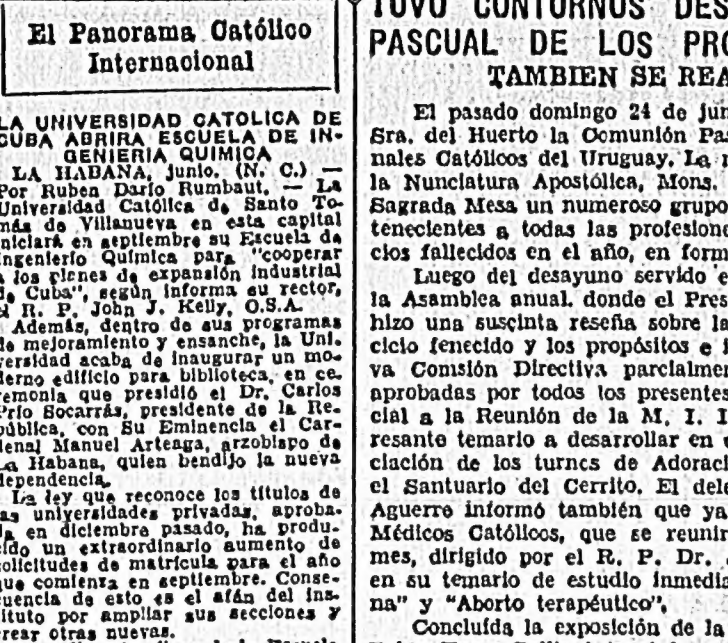 El Panorama Católico
Internacional
LA UNIVERSIDAD CATOLICA DE
CUBA ABRIRA ESCUELA DE IN-
GENIERIA QUIMICA
LA HABANA, junio. (N. C.) —
Por Ruben Darío Rumbaut. — La
Universidad Católica de Santo To-
más de Villanueva en esta capital
iniciará en septiembre su Escuela de
Ingenierío Química para "cooperar
a los planes de expansión industrial
de Cuba", según informa su rector,
el R. P. John J. Kelly, O.S.A.
Además, dentro de sus programas
de mejoramiento y ensanche, la Uni-
versidad acaba de inaugurar un mo-
derno edificio para biblioteca, en ce-
remonia que presidió el Dr. Carlos
Prío Socarrás, presidente de la Re-
pública, con Su Eminencia el Car-
denal Manuel Arteaga, arzobispo de
La Habana, quien bendijo la nueva
dependencia.
La ley que reconoce los títulos de
las universidades privadas, aproba-
da en diciembre pasado, ha produ-
cido un extraordinario aumento de
solicitudes de matrícula para el año
que comienza en septiembre. Conse-
cuencia de esto es el afán del ins-
tituto por ampliar sus secciones y
crear otras nuevas.
TUVO CONTORNOS DES
PASCUAL DE LOS PRO
TAMBIEN SE REA
El pasado domingo 24 de jun
Sra. del Huerto la Comunión Pas
nales Católicos del Uruguay. La
la Nunciatura Apostólica, Mons.
Sagrada Mesa un numeroso grupo
tenecientes a todas las profesione
cios fallecidos en el año, en form
Luego del desayuno servido
la Asamblea anual. donde el Pres
hizo una suscinta reseña sobre la
cicio fenecido y los propósitos e
va Comisión Directiva parcialmen
aprobadas por todos los presentes
cial a la Reunión de la M. I. I
resante temario a desarrollar en
ciación de los turnos de Adoraci
el Santuario del Cerrito. El dele
Aguerre informó también que ya
Médicos Católicos, que se reunir
mes, dirigido por el R. P. Dr.
en su temario de estudio inmedia
na" y "Aborto terapéutico".
Concluída la exposición de la